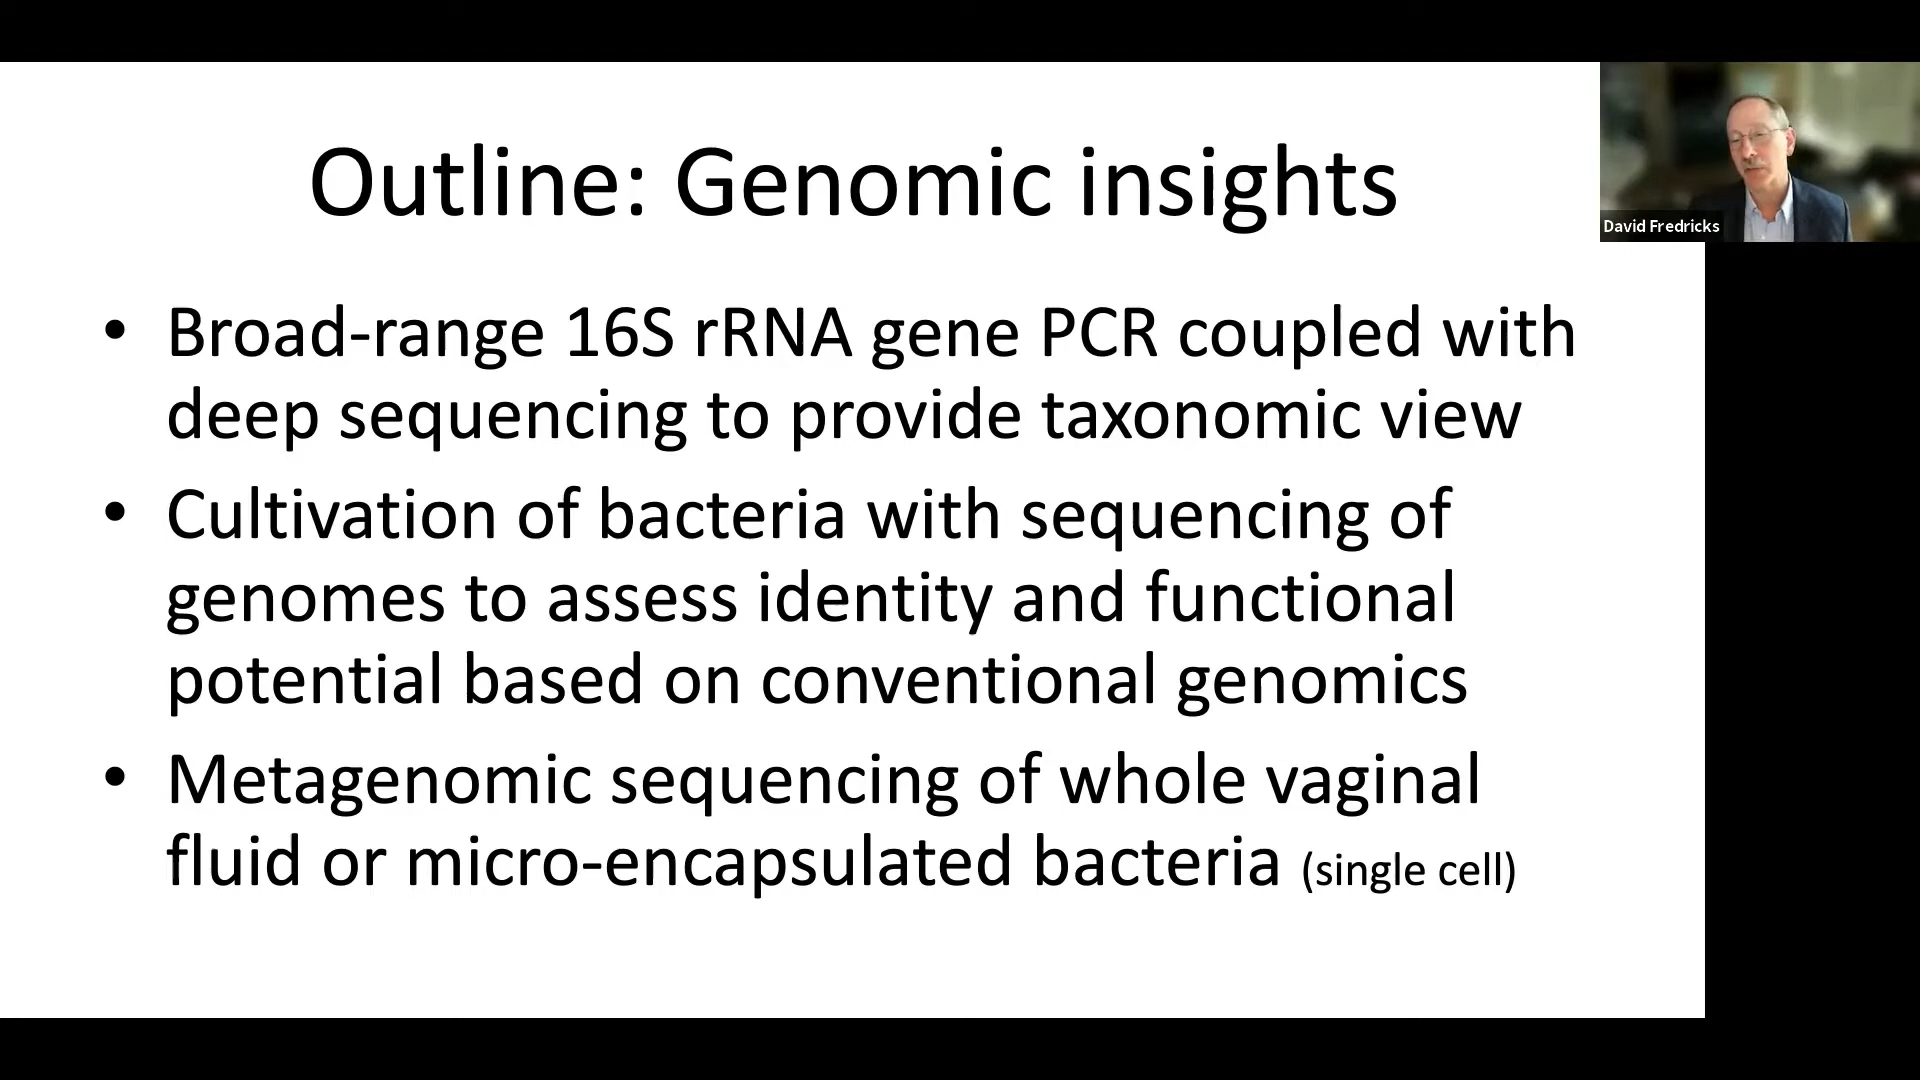 Outline: Genomic insights
David Fredricks
• Broad-range 16S rRNA gene PCR coupled with
deep sequencing to provide taxonomic view
• Cultivation of bacteria with sequencing of
genomes to assess identity and functional
potential based on conventional genomics
• Metagenomic sequencing of whole vaginal
fluid or micro-encapsulated bacteria (single cell)